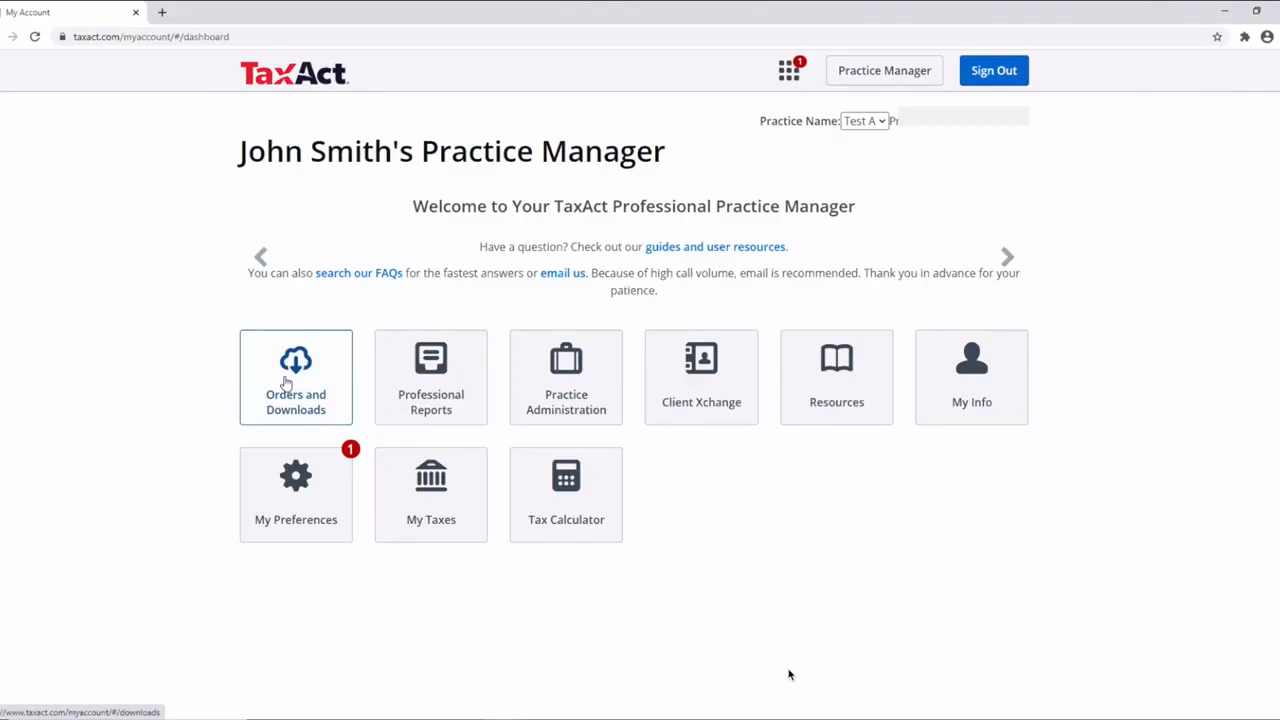 My Account
taxact.com/myaccount/#/dashboard
TaxAct.
1
Practice Manager
Sign Out
Practice Name: Test A
John Smith's Practice Manager
Welcome to Your TaxAct Professional Practice Manager
Have a question? Check out our guides and user resources.
You can also search our FAQs for the fastest answers or email us. Because of high call volume, email is recommended. Thank you in advance for your
patience.
Orders and
Downloads
Professional
Reports
Practice
Administration
Client Xchange
Resources
My Info
1
My Preferences
My Taxes
Tax Calculator
//www.taxact.com/myaccount/#/downloads